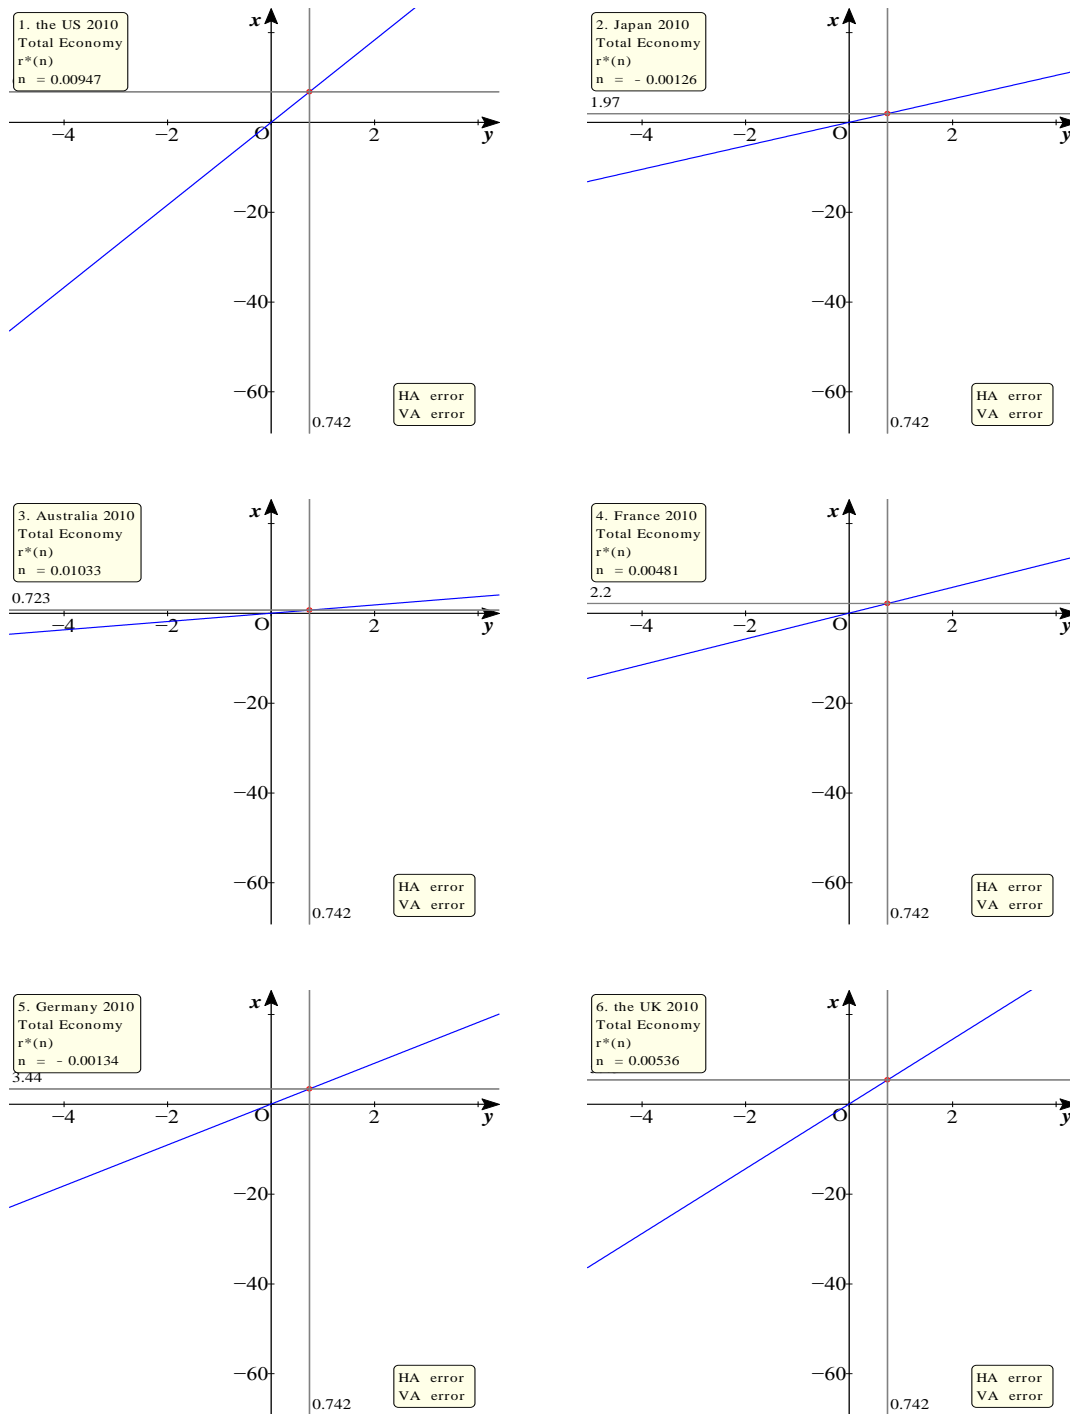 1. the US 2010
Total Economy
r*(n)
n = 0.00947
x
−4
−2
O
2
y
−20
−40
−60
HA error
VA error
0.742
2. Japan 2010
Total Economy
r*(n)
n = - 0.00126
1.97
x
−4
−2
O
2
y
−20
−40
−60
HA error
VA error
0.742
3. Australia 2010
Total Economy
r*(n)
n = 0.01033
0.723
x
−4
−2
O
2
y
−20
−40
−60
HA error
VA error
0.742
4. France 2010
Total Economy
r*(n)
n = 0.00481
2.2
x
−4
−2
O
2
y
−20
−40
−60
HA error
VA error
0.742
5. Germany 2010
Total Economy
r*(n)
n = - 0.00134
3.44
x
−4
−2
O
2
y
−20
−40
−60
HA error
VA error
0.742
6. the UK 2010
Total Economy
r*(n)
n = 0.00536
x
−4
−2
O
2
y
−20
−40
−60
HA error
VA error
0.742